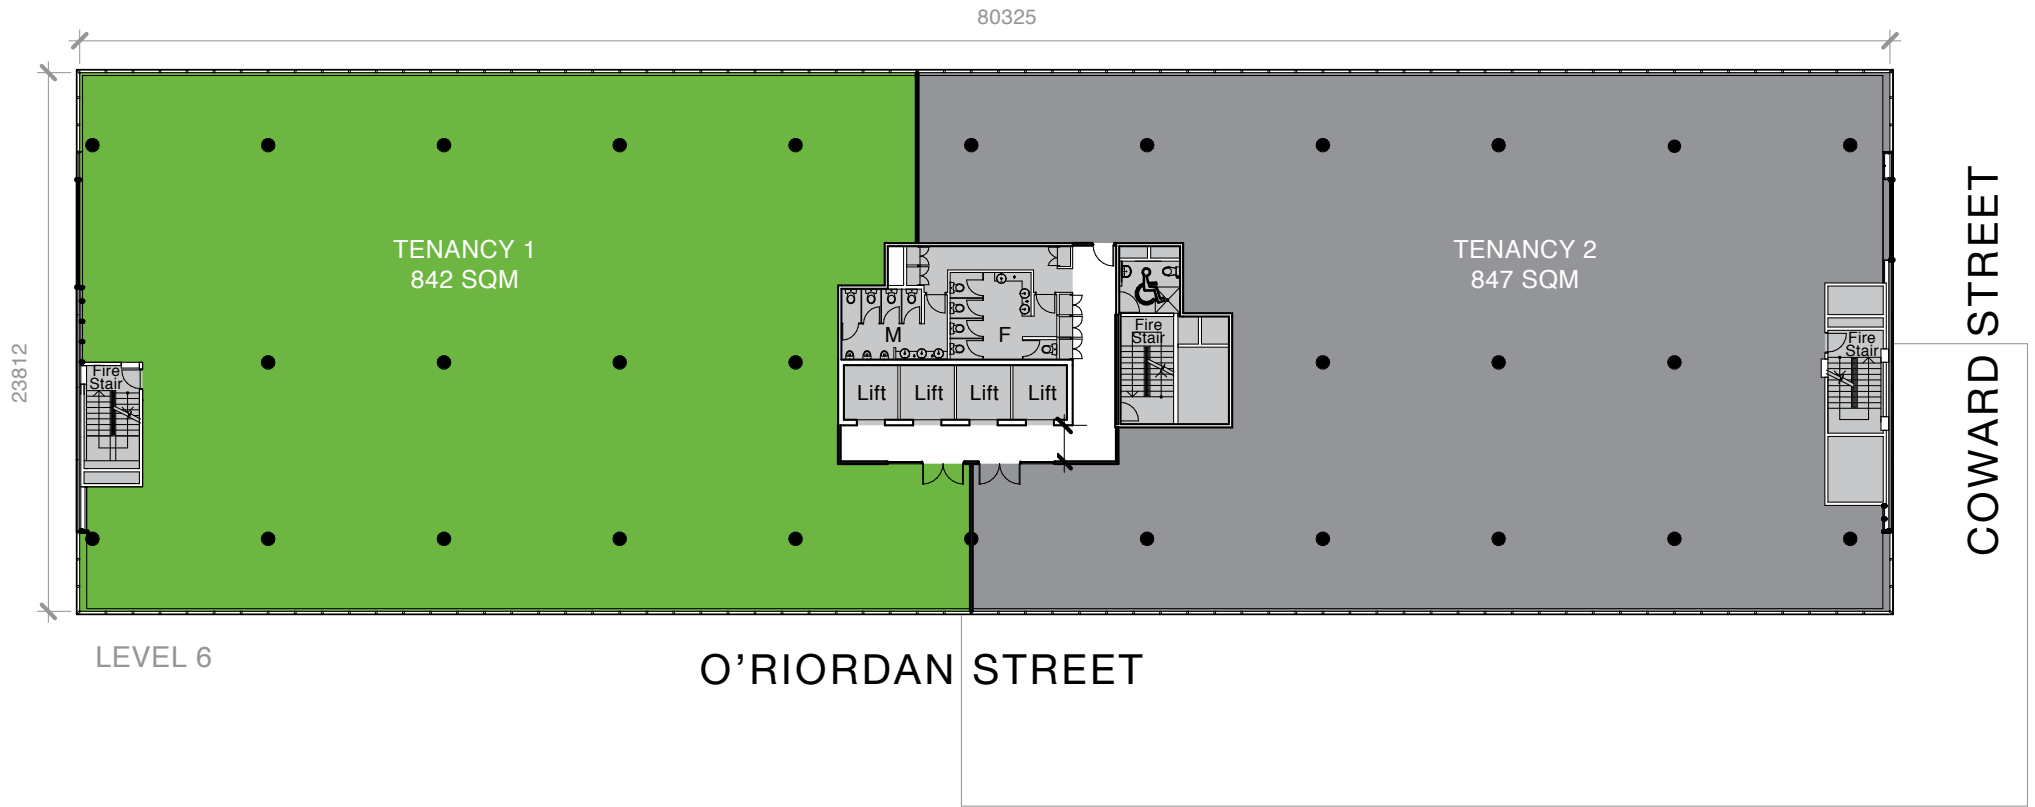 80325
23812
TENANCY 1
842 SQM
TENANCY 2
847 SQM
M
F
Fire
Stair
Fire
Stair
Fire
Stair
Lift
Lift
Lift
Lift
COWARD STREET
LEVEL 6
O’RIORDAN STREET